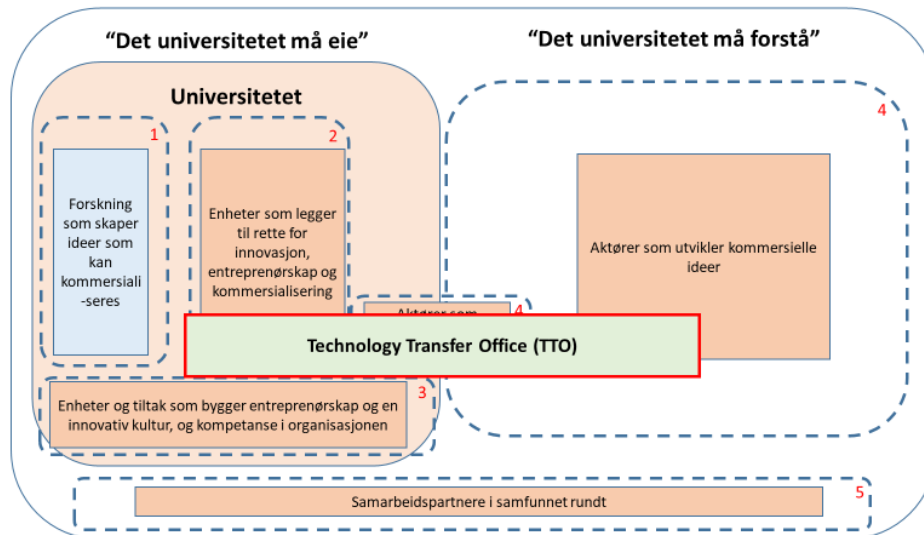 “Det universitetet må eie”
“Det universitetet må forstå”
Universitetet
1
2
4
Forskning
som skaper
ideer som
kan
kommersiali
-seres
Enheter som legger
til rette for
innovasjon,
entreprenørskap og
kommersialisering
Aktører som utvikler kommersielle
ideer
Aktører som
4
Technology Transfer Office (TTO)
3
Enheter og tiltak som bygger entreprenørskap og en
innovativ kultur, og kompetanse i organisasjonen
5
Samarbeidspartnere i samfunnet rundt